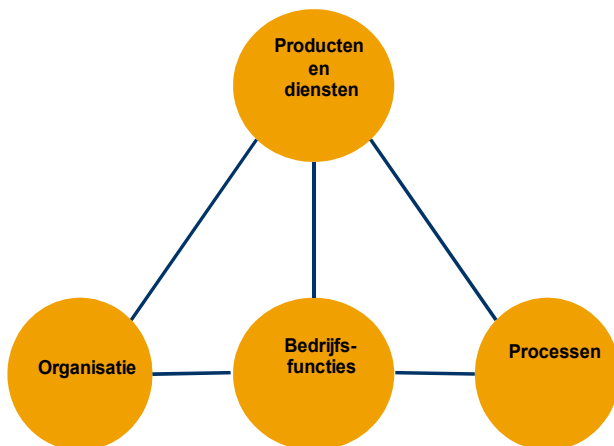 Producten
en
diensten
Organisatie
Bedrijfs-
functies
Processen